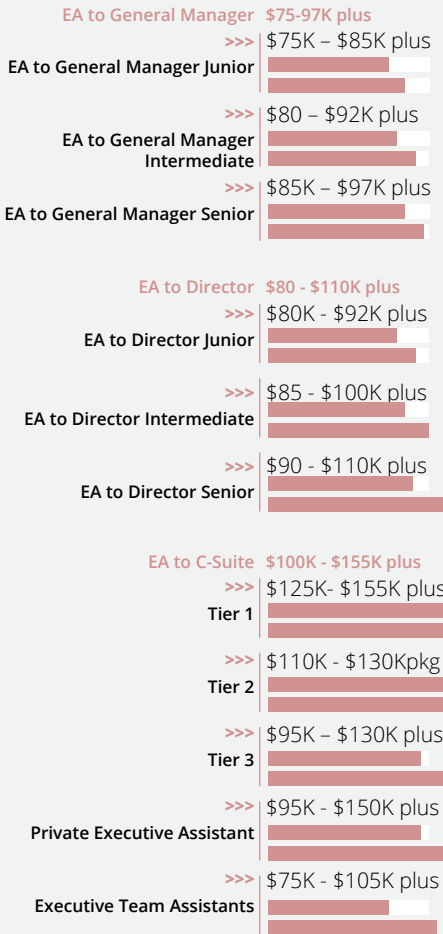 EA to General Manager $75-97K plus
>>> $75K – $85K plus
EA to General Manager Junior
>>> $80 – $92K plus
EA to General Manager
Intermediate
>>> $85K – $97K plus
EA to General Manager Senior
EA to Director $80 - $110K plus
>>> $80K - $92K plus
EA to Director Junior
>>> $85 - $100K plus
EA to Director Intermediate
>>> $90 - $110K plus
EA to Director Senior
EA to C-Suite $100K - $155K plus
>>> $125K- $155K plus
Tier 1
>>> $110K - $130Kpkg
Tier 2
>>> $95K – $130K plus
Tier 3
>>> $95K - $150K plus
Private Executive Assistant
>>> $75K - $105K plus
Executive Team Assistants